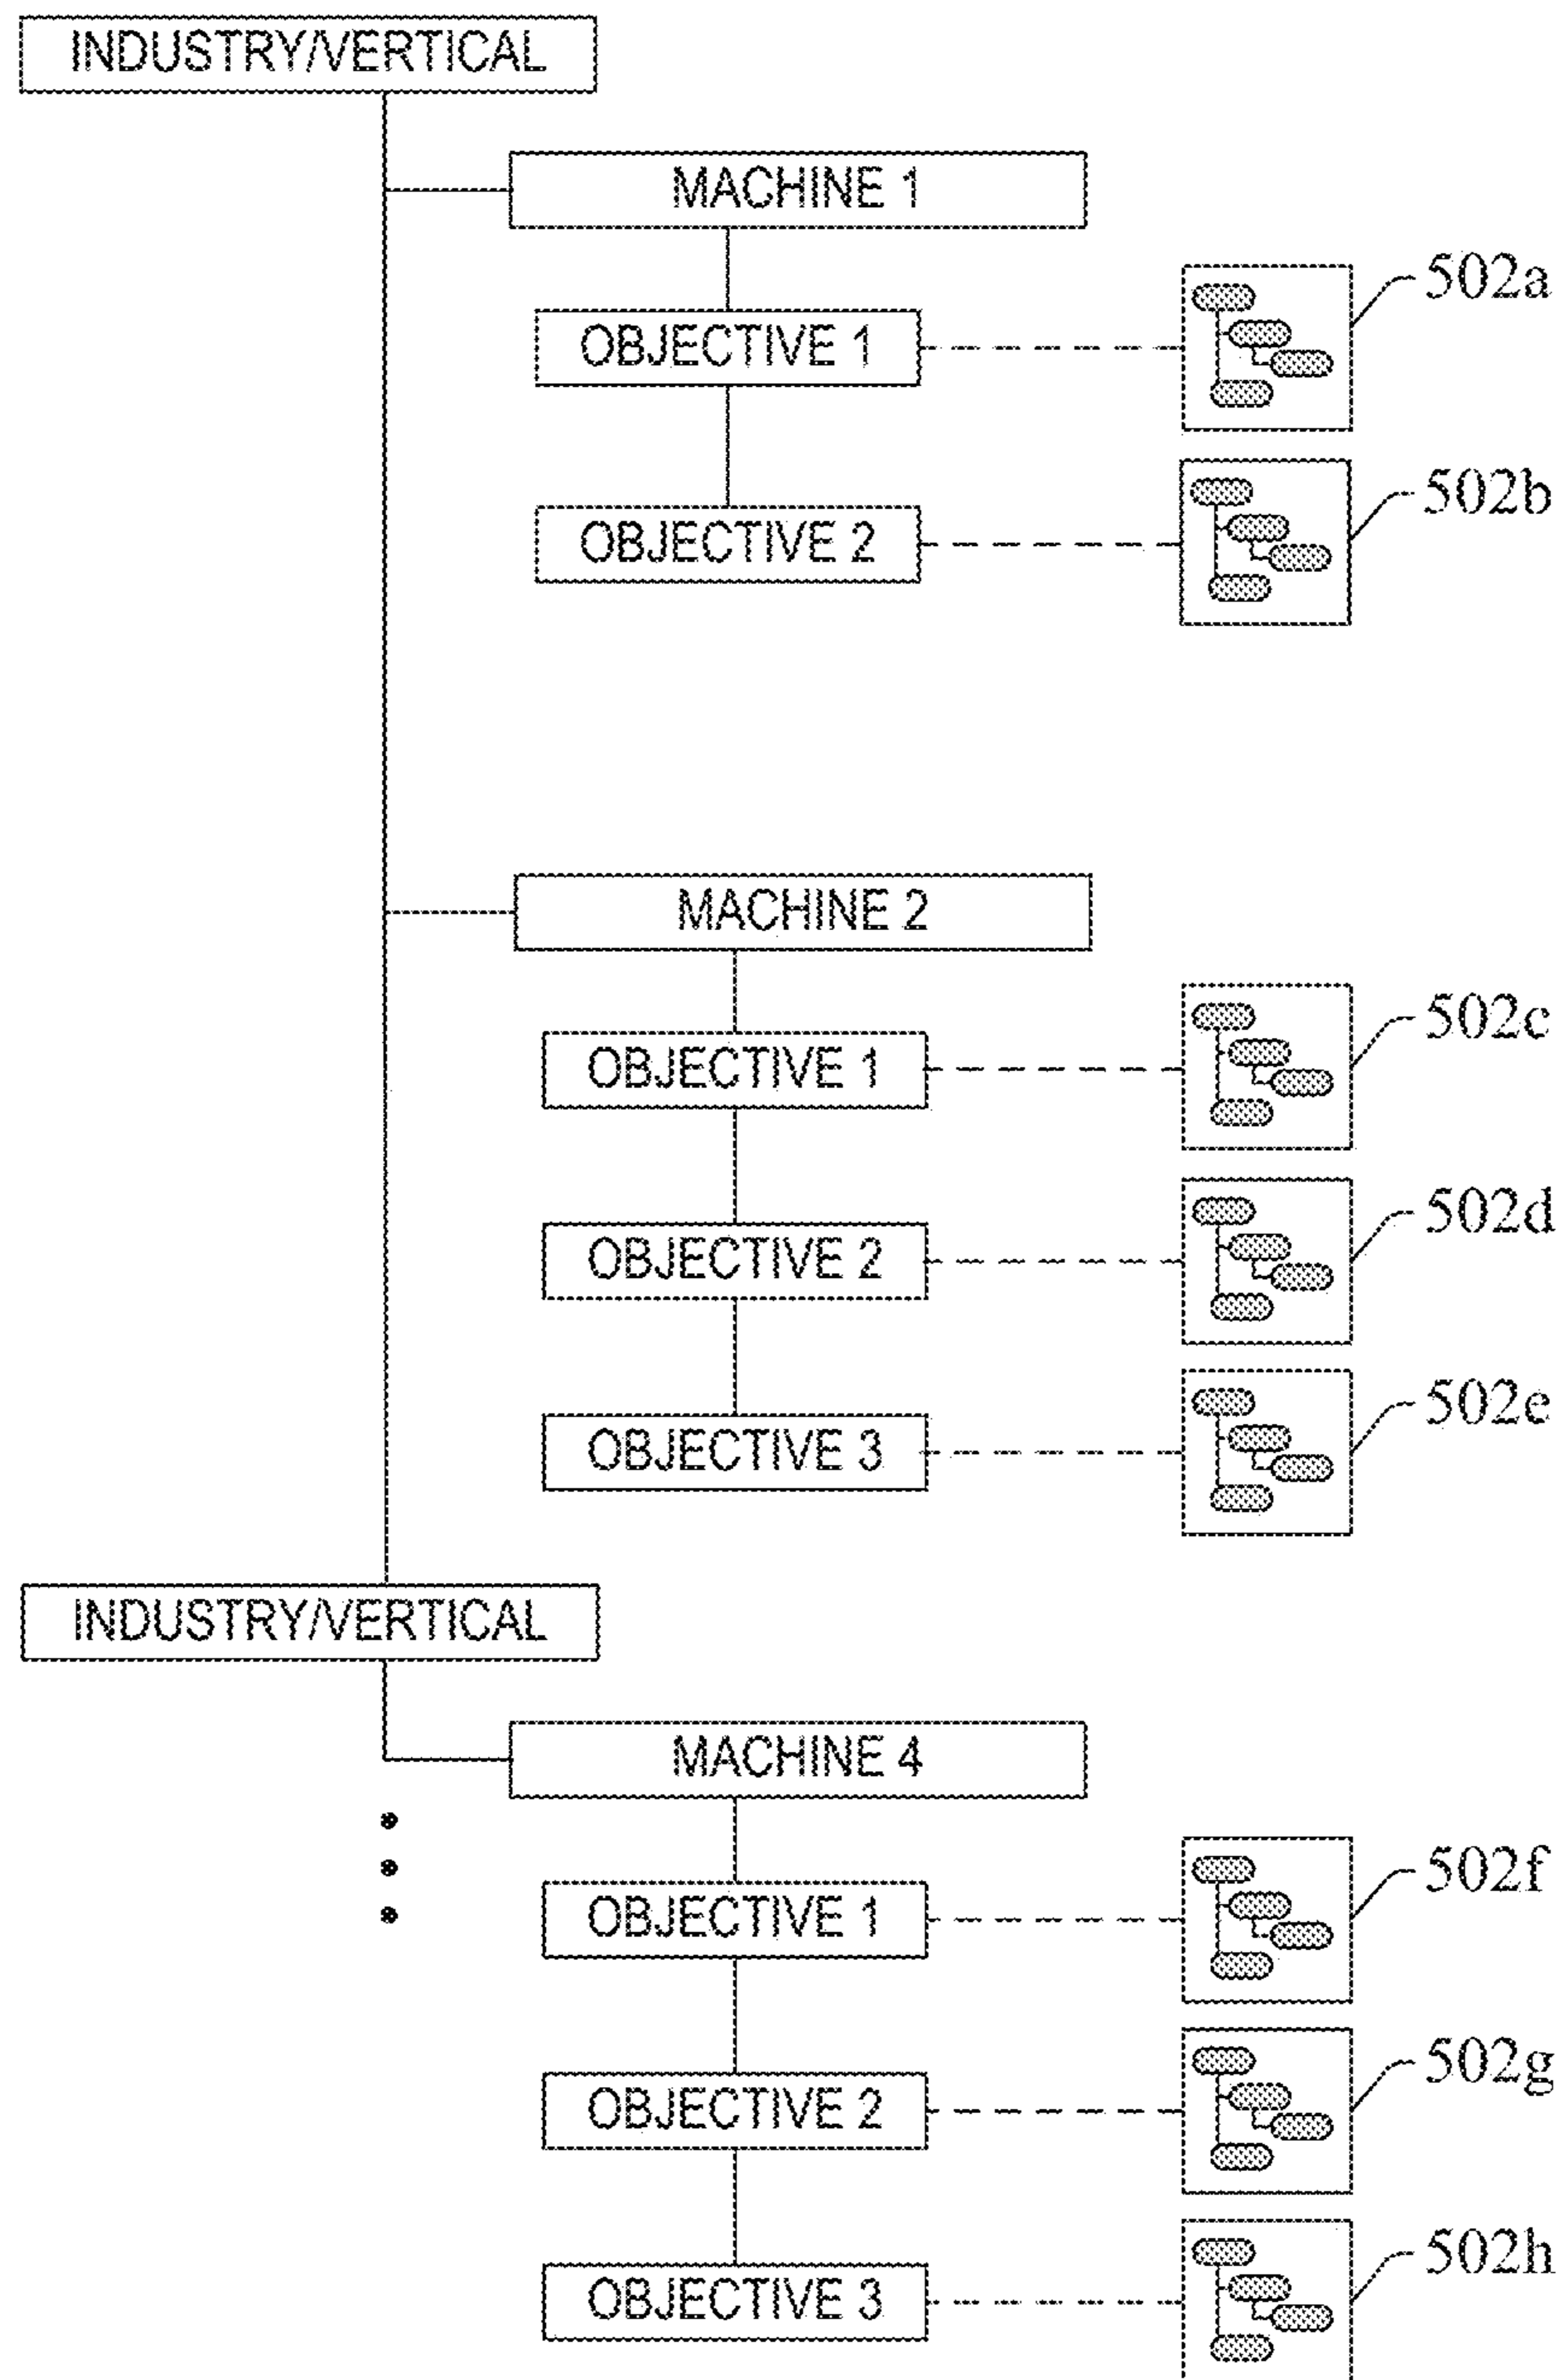 INDUSTRY/VERTICAL
MACHINE 1
OBJECTIVE 1
502a
OBJECTIVE 2
502b
MACHINE 2
OBJECTIVE 1
502c
OBJECTIVE 2
502d
OBJECTIVE 3
502e
INDUSTRY/VERTICAL
MACHINE 4
OBJECTIVE 1
502f
OBJECTIVE 2
502g
OBJECTIVE 3
502h